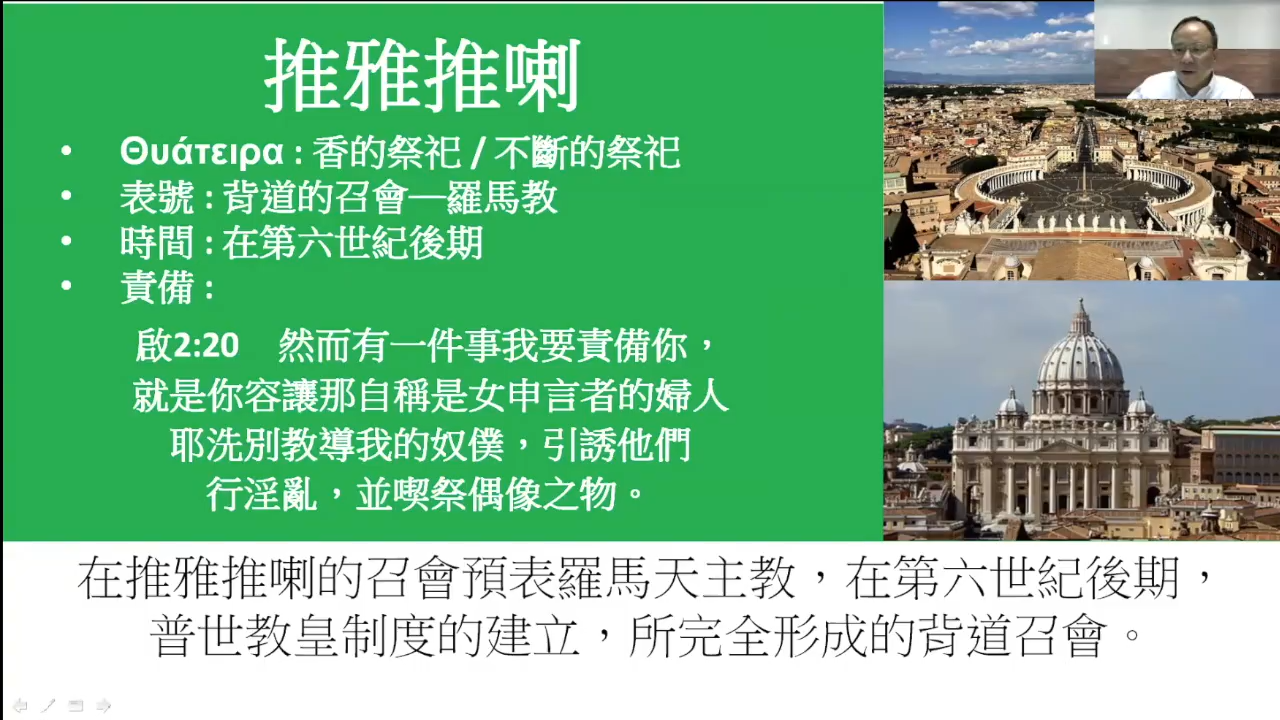 推雅推喇
• Θυάτειρα : 香的祭祀 / 不斷的祭祀
• 表號 : 背道的召會—羅馬教
• 時間 : 在第六世紀後期
• 責備 :
啟2:20 然而有一件事我要責備你，
就是你容讓那自稱是女申言者的婦人
耶洗別教導我的奴僕，引誘他們
行淫亂，並喫祭偶像之物。
在推雅推喇的召會預表羅馬天主教，在第六世紀後期，
普世教皇制度的建立，所完全形成的背道召會。